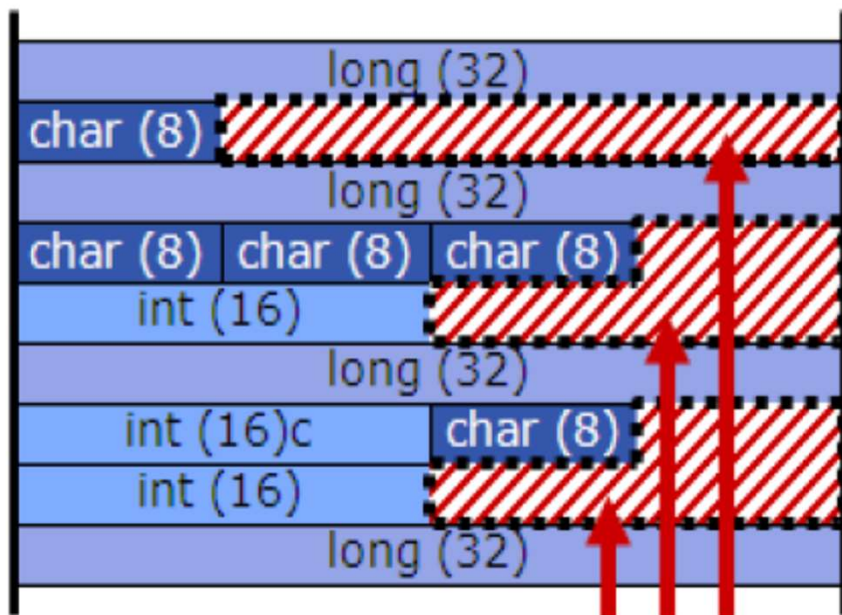 long (32)
char (8)
long (32)
char (8) char (8) char (8)
int (16)
long (32)
int (16)c char (8)
int (16)
long (32)